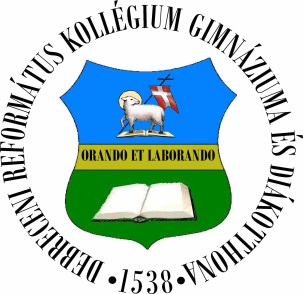 DEBRECENI REFORMÁTUS KOLLÉGIUM GIMNÁZIUMA ÉS DIÁKOTTHONA
ORANDO ET LABORANDO
•1538•